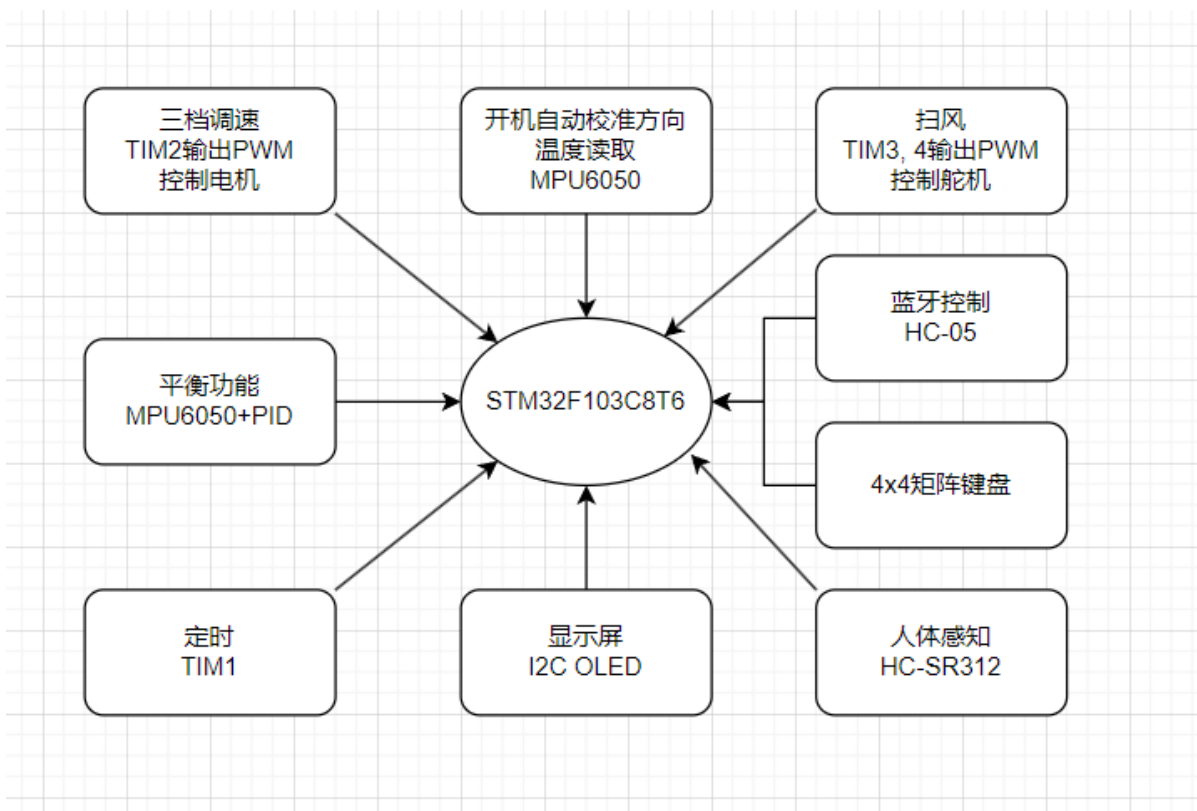 三档调速
TIM2输出PWM
控制电机
开机自动校准方向
温度读取
MPU6050
扫风
TIM3, 4输出PWM
控制舵机
蓝牙控制
HC-05
平衡功能
MPU6050+PID
STM32F103C8T6
4x4矩阵键盘
定时
TIM1
显示屏
I2C OLED
人体感知
HC-SR312